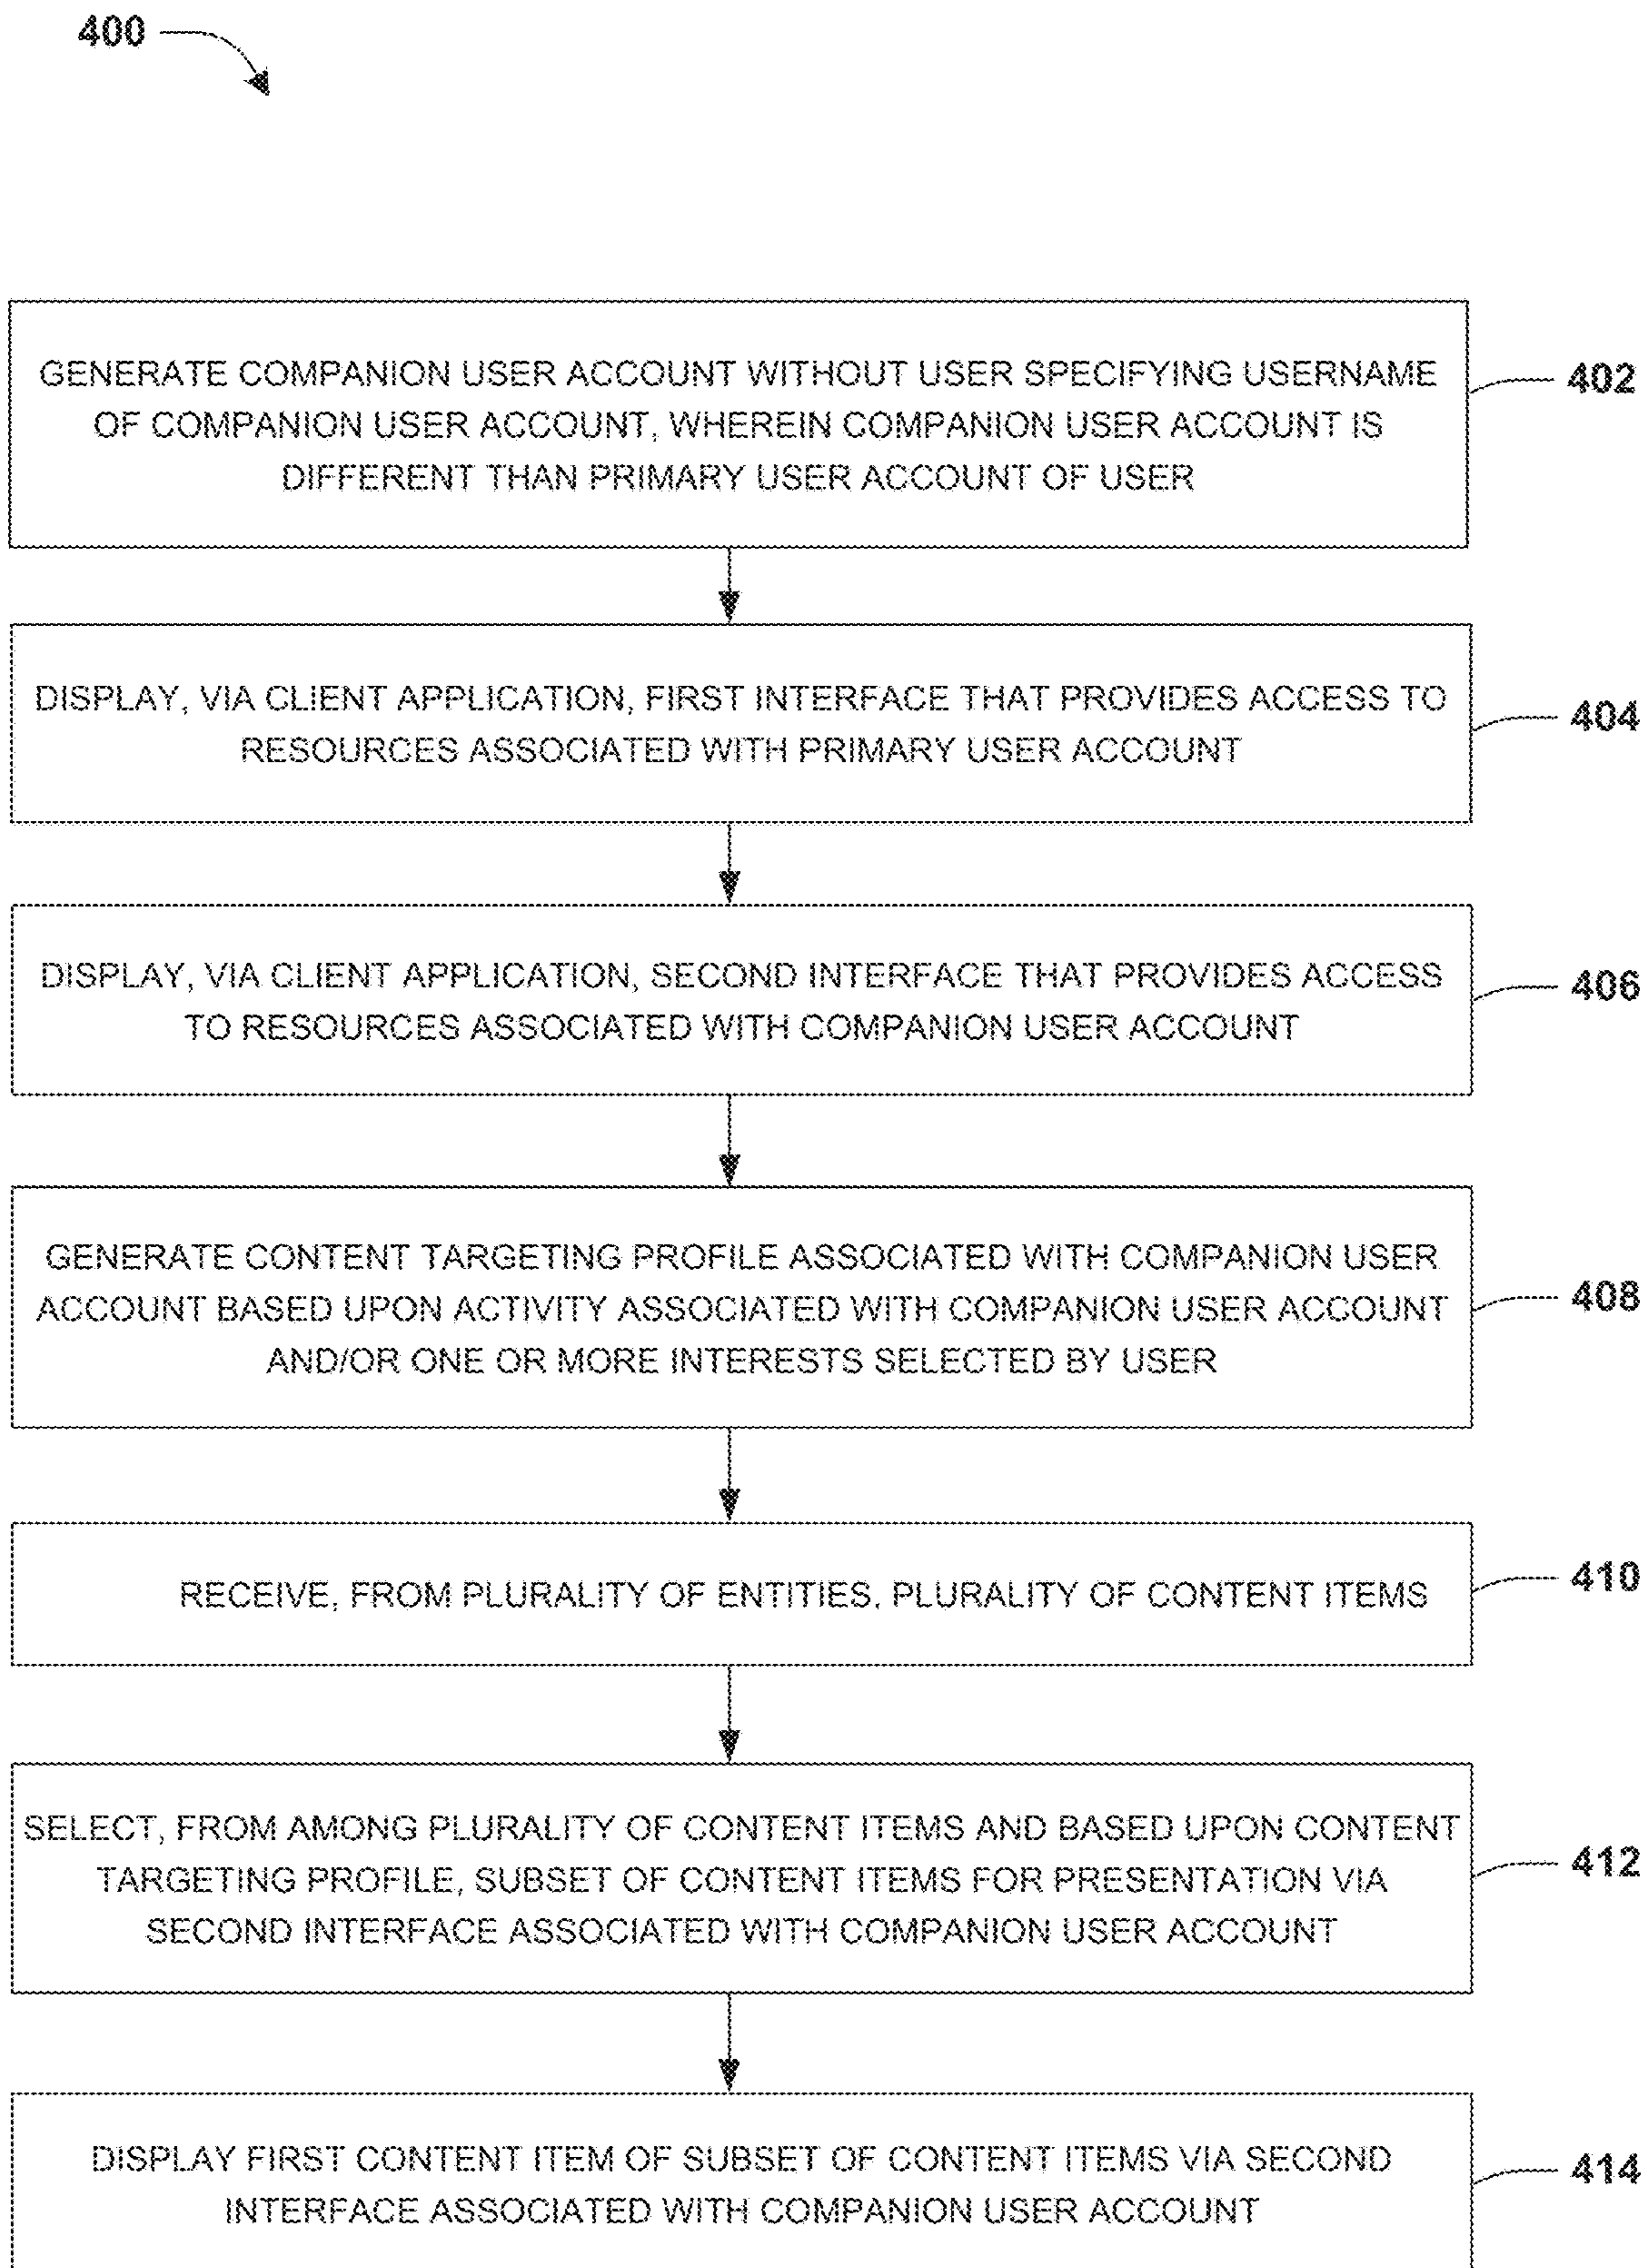 400
GENERATE COMPANION USER ACCOUNT WITHOUT USER SPECIFYING USERNAME
OF COMPANION USER ACCOUNT, WHEREIN COMPANION USER ACCOUNT IS
DIFFERENT THAN PRIMARY USER ACCOUNT OF USER
402
DISPLAY, VIA CLIENT APPLICATION, FIRST INTERFACE THAT PROVIDES ACCESS TO
RESOURCES ASSOCIATED WITH PRIMARY USER ACCOUNT
404
DISPLAY, VIA CLIENT APPLICATION, SECOND INTERFACE THAT PROVIDES ACCESS
TO RESOURCES ASSOCIATED WITH COMPANION USER ACCOUNT
406
GENERATE CONTENT TARGETING PROFILE ASSOCIATED WITH COMPANION USER
ACCOUNT BASED UPON ACTIVITY ASSOCIATED WITH COMPANION USER ACCOUNT
AND/OR ONE OR MORE INTERESTS SELECTED BY USER
408
RECEIVE, FROM PLURALITY OF ENTITIES, PLURALITY OF CONTENT ITEMS
410
SELECT, FROM AMONG PLURALITY OF CONTENT ITEMS AND BASED UPON CONTENT
TARGETING PROFILE, SUBSET OF CONTENT ITEMS FOR PRESENTATION VIA
SECOND INTERFACE ASSOCIATED WITH COMPANION USER ACCOUNT
412
DISPLAY FIRST CONTENT ITEM OF SUBSET OF CONTENT ITEMS VIA SECOND
INTERFACE ASSOCIATED WITH COMPANION USER ACCOUNT
414